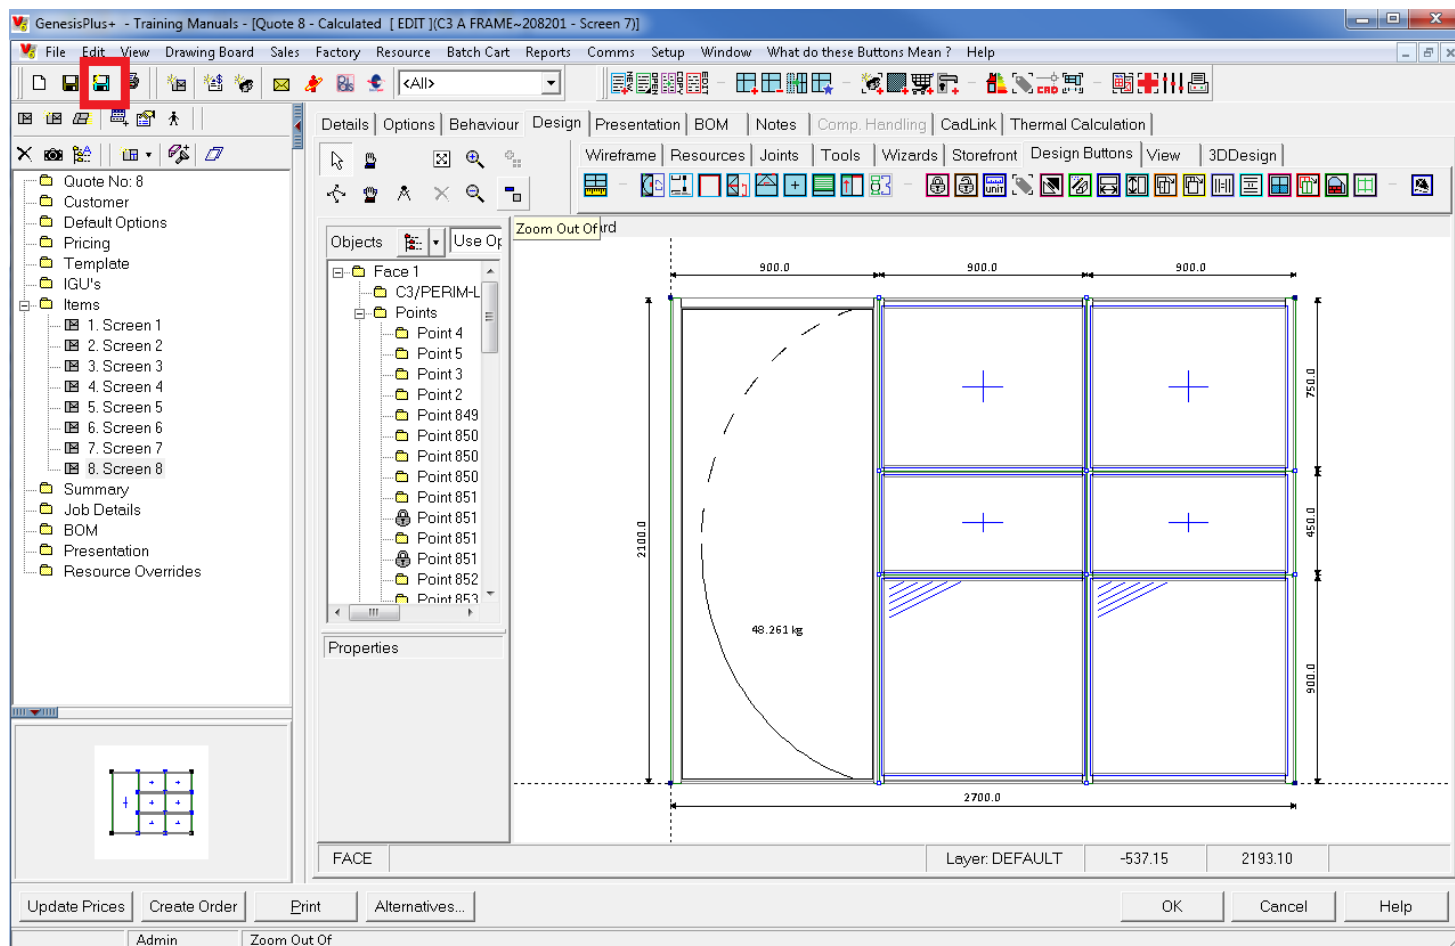 GenesisPlus+ - Training Manuals - [Quote 8 - Calculated [ EDIT ](C3 A FRAME~208201 - Screen 7)]
File Edit View Drawing Board Sales Factory Resource Batch Cart Reports Comms Setup Window What do these Buttons Mean ? Help
<All>
Details Options Behaviour Design Presentation BOM Notes Comp. Handling CadLink Thermal Calculation
Wireframe Resources Joints Tools Wizards Storefront Design Buttons View 3DDesign
Quote No: 8
Customer
Default Options
Pricing
Template
IGU's
Items
1. Screen 1
2. Screen 2
3. Screen 3
4. Screen 4
5. Screen 5
6. Screen 6
7. Screen 7
8. Screen 8
Summary
Job Details
BOM
Presentation
Resource Overrides
Zoom Out Of
Objects Use Op
Face 1
C3/PERIM-L
Points
Point 4
Point 5
Point 3
Point 2
Point 849
Point 850
Point 850
Point 850
Point 851
Point 851
Point 851
Point 851
Point 852
Point 853
Properties
900.0 900.0 900.0
750.0
450.0
2100.0
900.0
48.261 kg
2700.0
FACE Layer: DEFAULT -537.15 2193.10
Update Prices Create Order Print Alternatives... OK Cancel Help
Admin Zoom Out Of